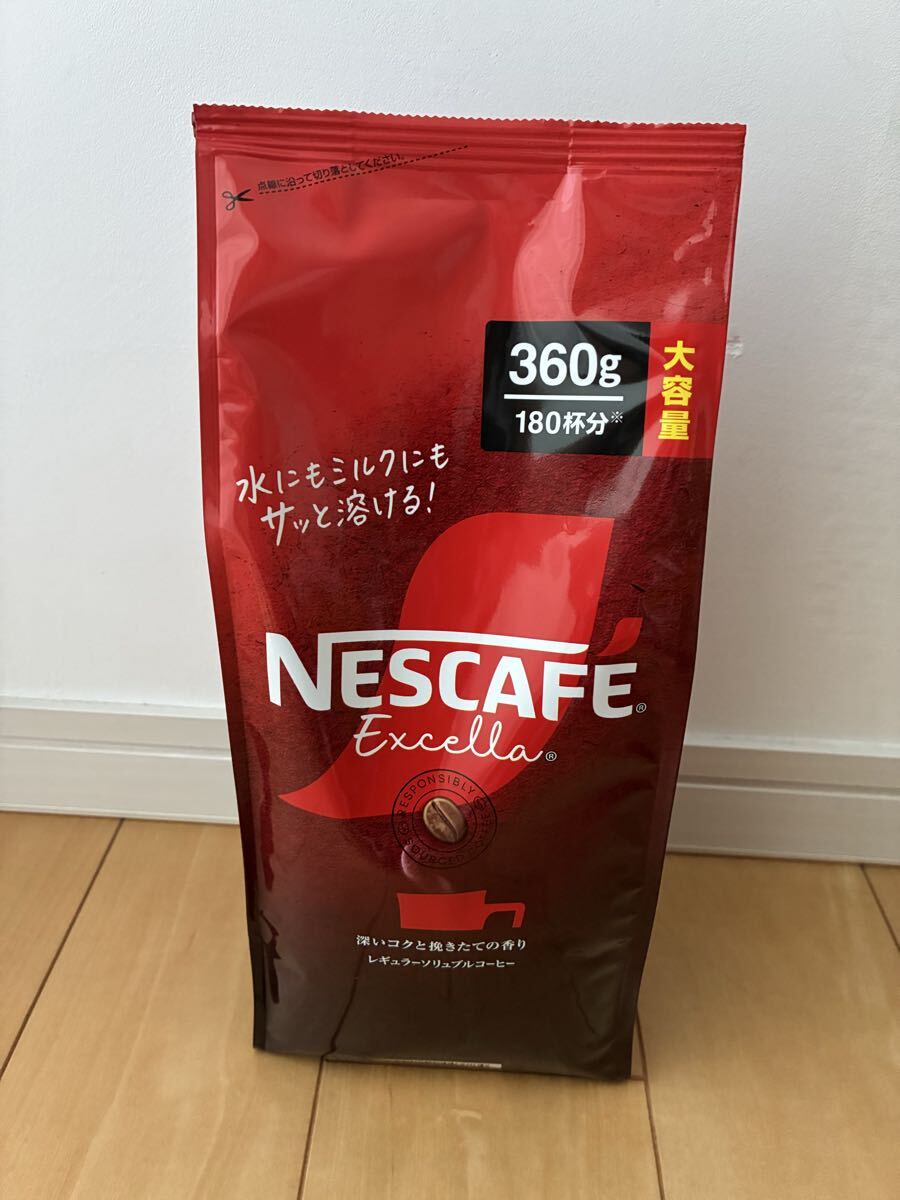 点線に沿って切り落としてください。
360g
180杯分※
大容量
水にもミルクにも
サッと溶ける!
NESCAFÉ®
Excella®
RESPONSIBLY
SOURCED COFFEE
深いコクと挽きたての香り
レギュラーソリュブルコーヒー